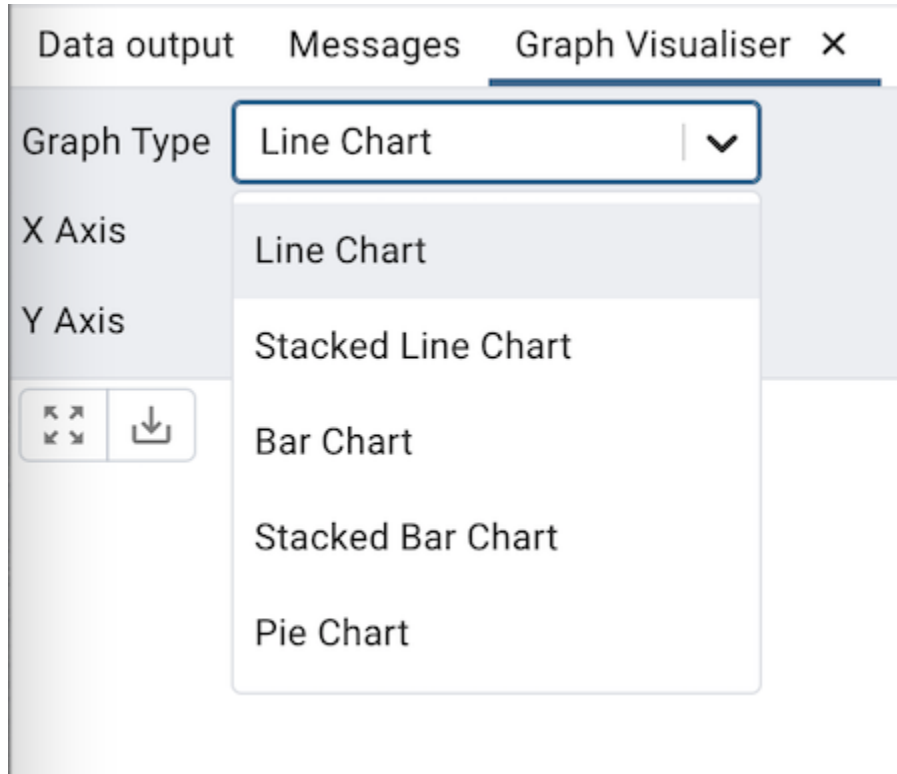 Data output Messages Graph Visualiser
Graph Type Line Chart
X Axis
Y Axis
Line Chart
Stacked Line Chart
Bar Chart
Stacked Bar Chart
Pie Chart